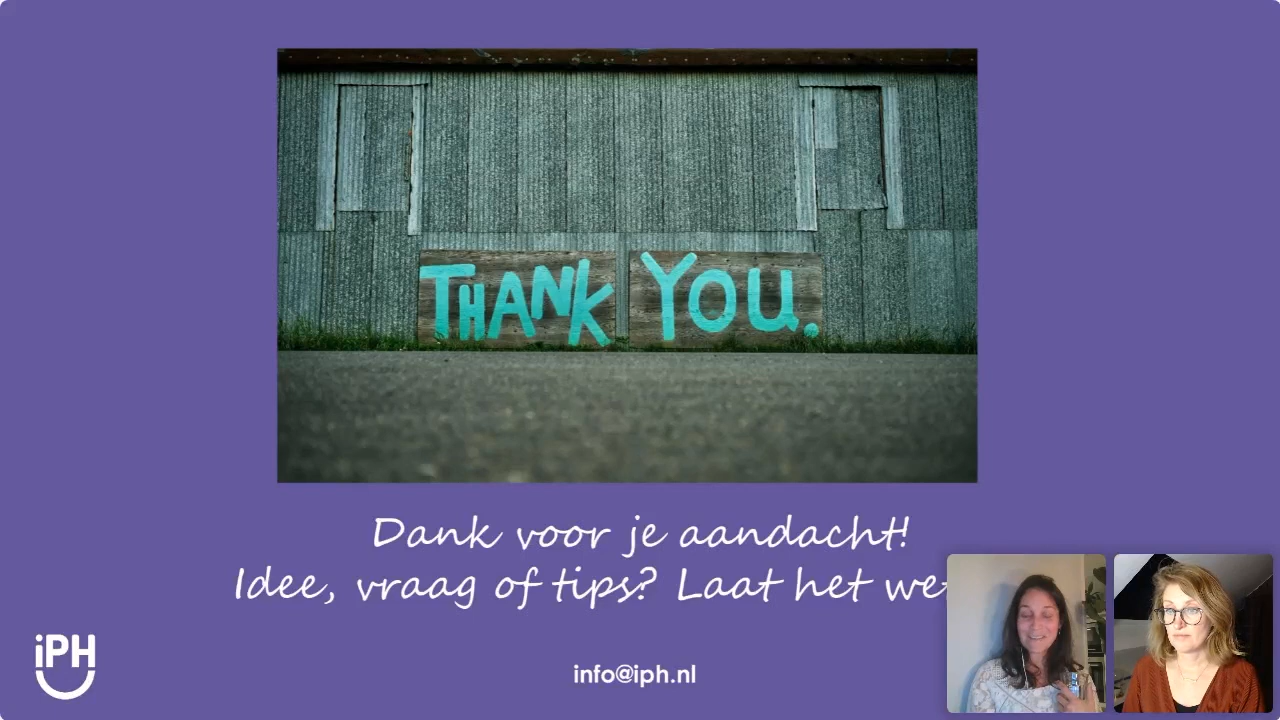 THANK YOU.
Dank voor je aandacht!
Idee, vraag of tips? Laat het
info@iph.nl
iPH